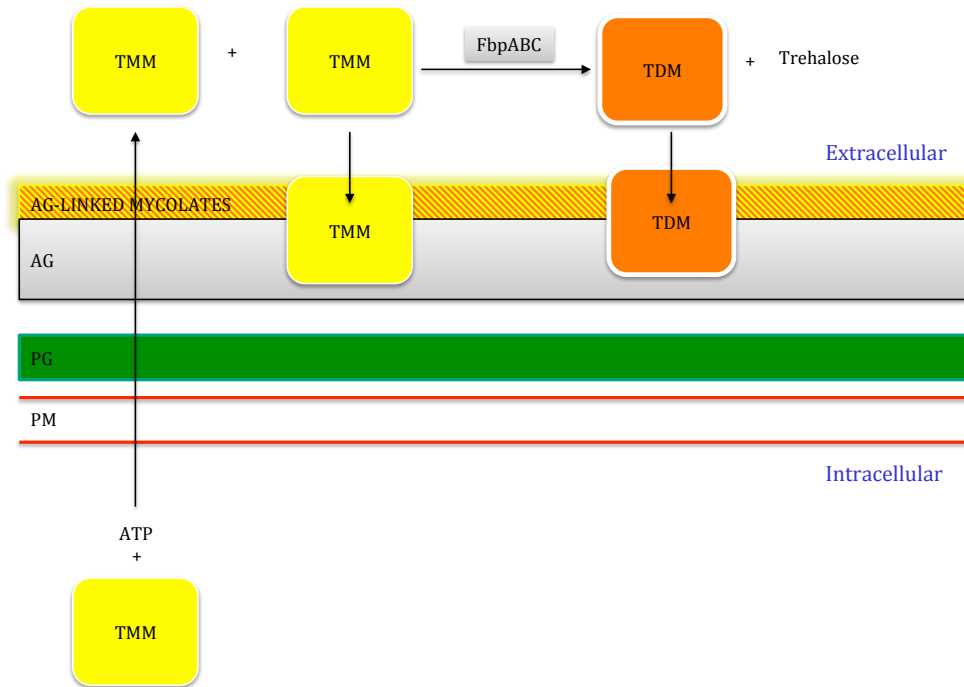 TMM + TMM FbpABC TDM + Trehalose
Extracellular
AG-LINKED MYCOLATES
TMM TDM
AG
PG
PM
Intracellular
ATP
+
TMM